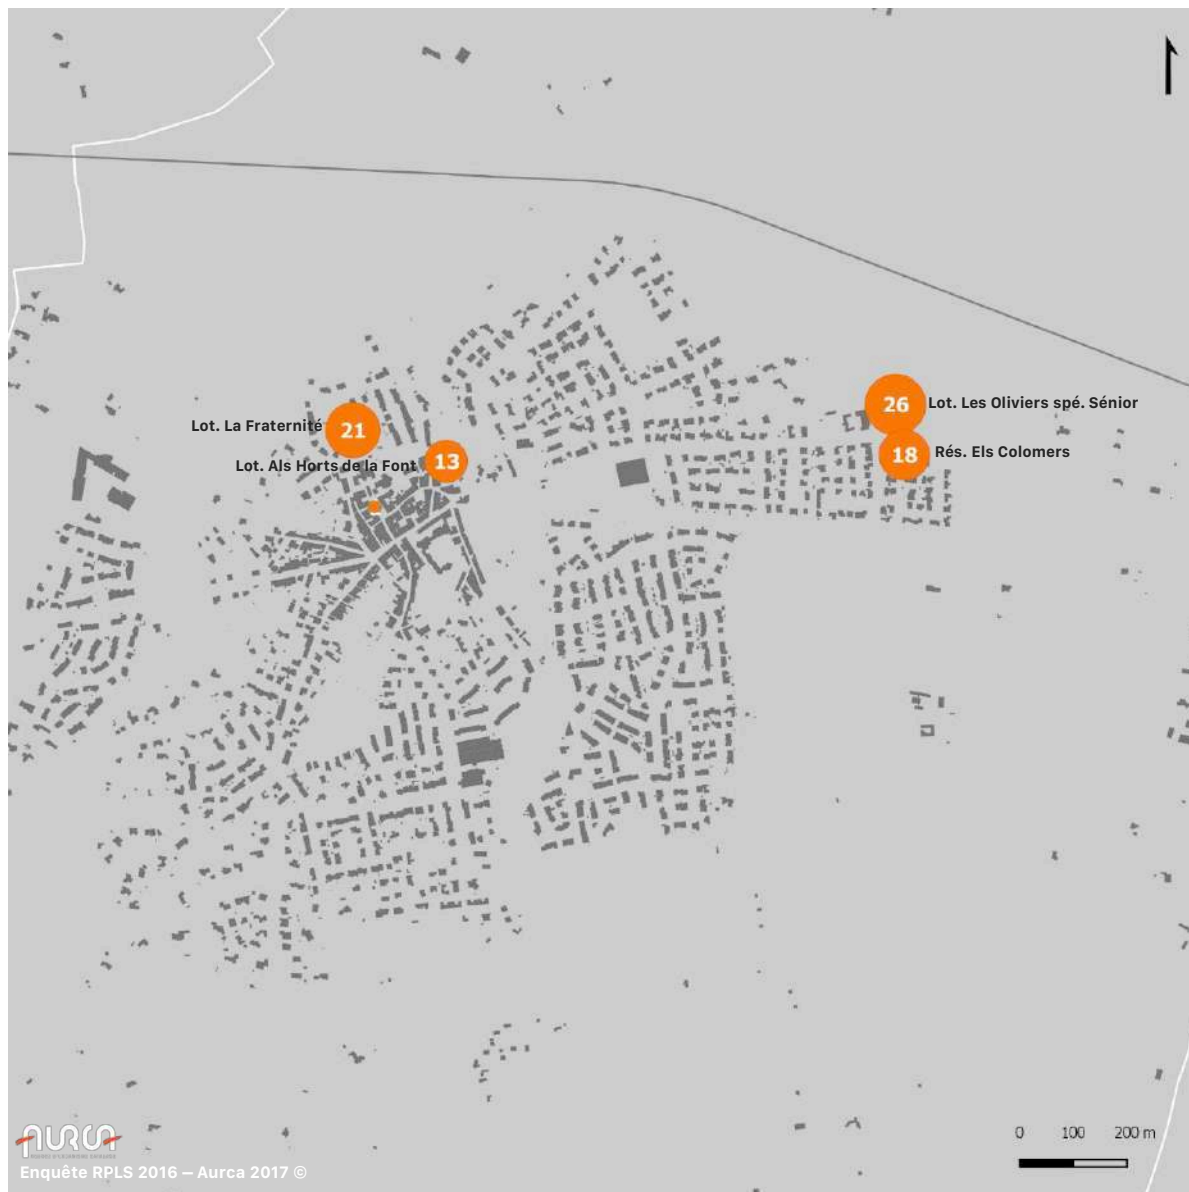 26 Lot. Les Oliviers spé. Sénior
Lot. La Fraternité 21
18 Rés. Els Colomers
Lot. Als Horts de la Font 13
0 100 200 m
AURCA
Enquête RPLS 2016 – Aurca 2017 ©